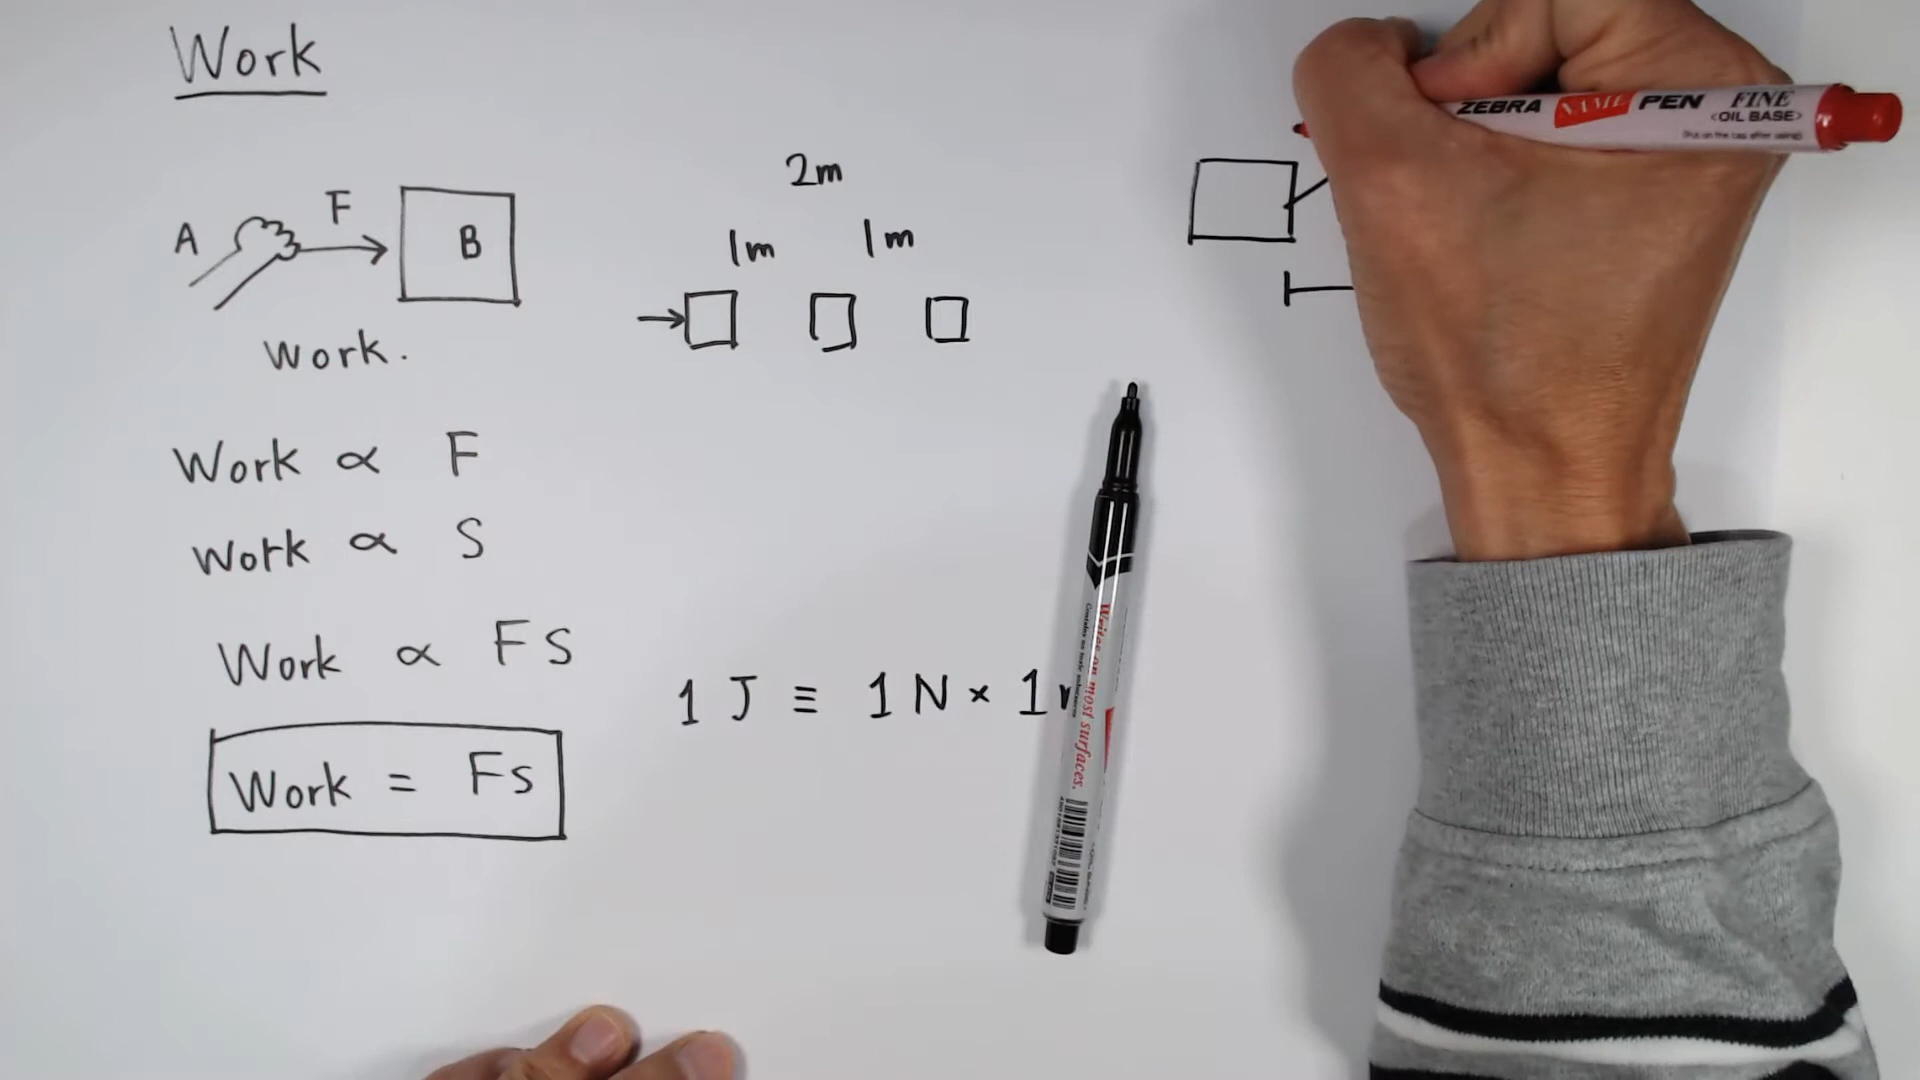 Work
A
F
B
Work.
2m
1m 1m
Work ∝ F
Work ∝ S
Work ∝ FS
Work = Fs
1 J ≡ 1 N × 1
ZEBRA NAME PEN FINE
<OIL BASE>
Write on most surfaces.